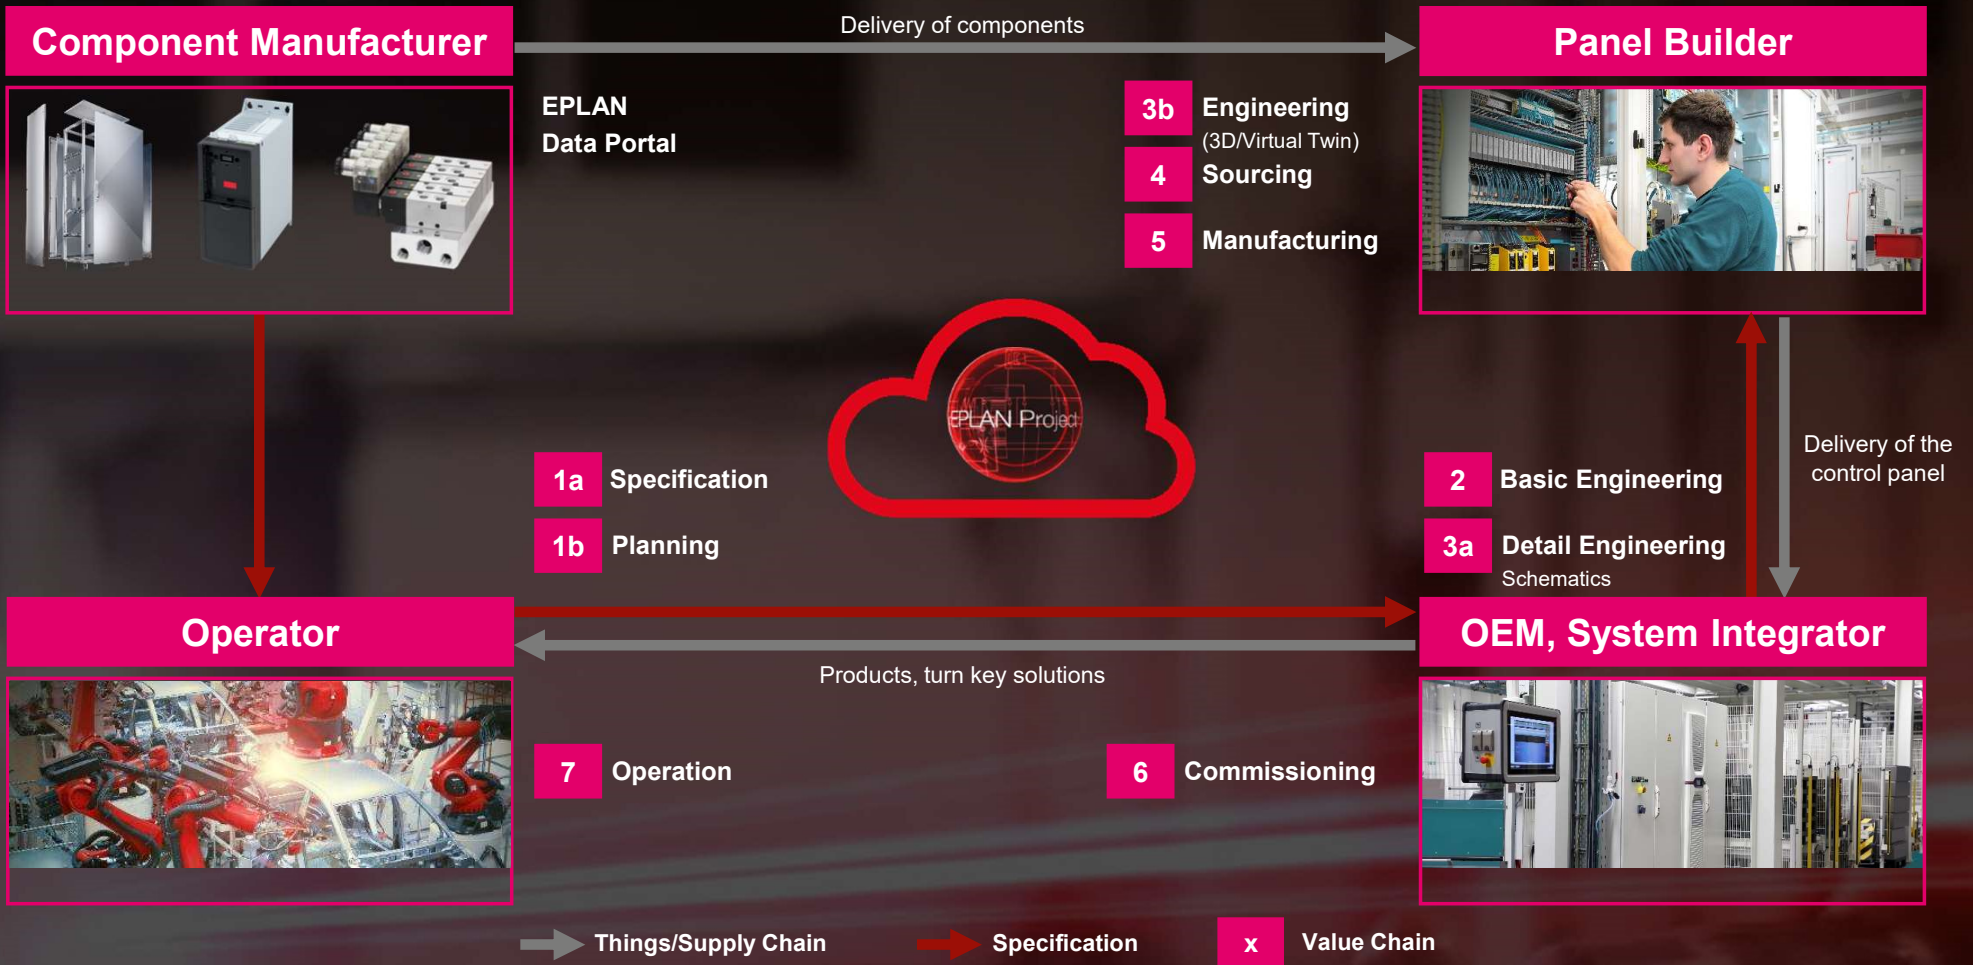 Component Manufacturer
Delivery of components
Panel Builder
EPLAN
Data Portal
3b Engineering
(3D/Virtual Twin)
4 Sourcing
5 Manufacturing
EPLAN Project
1a Specification
1b Planning
2 Basic Engineering
3a Detail Engineering
Schematics
Delivery of the
control panel
Operator
OEM, System Integrator
Products, turn key solutions
7 Operation
6 Commissioning
Things/Supply Chain
Specification
x Value Chain